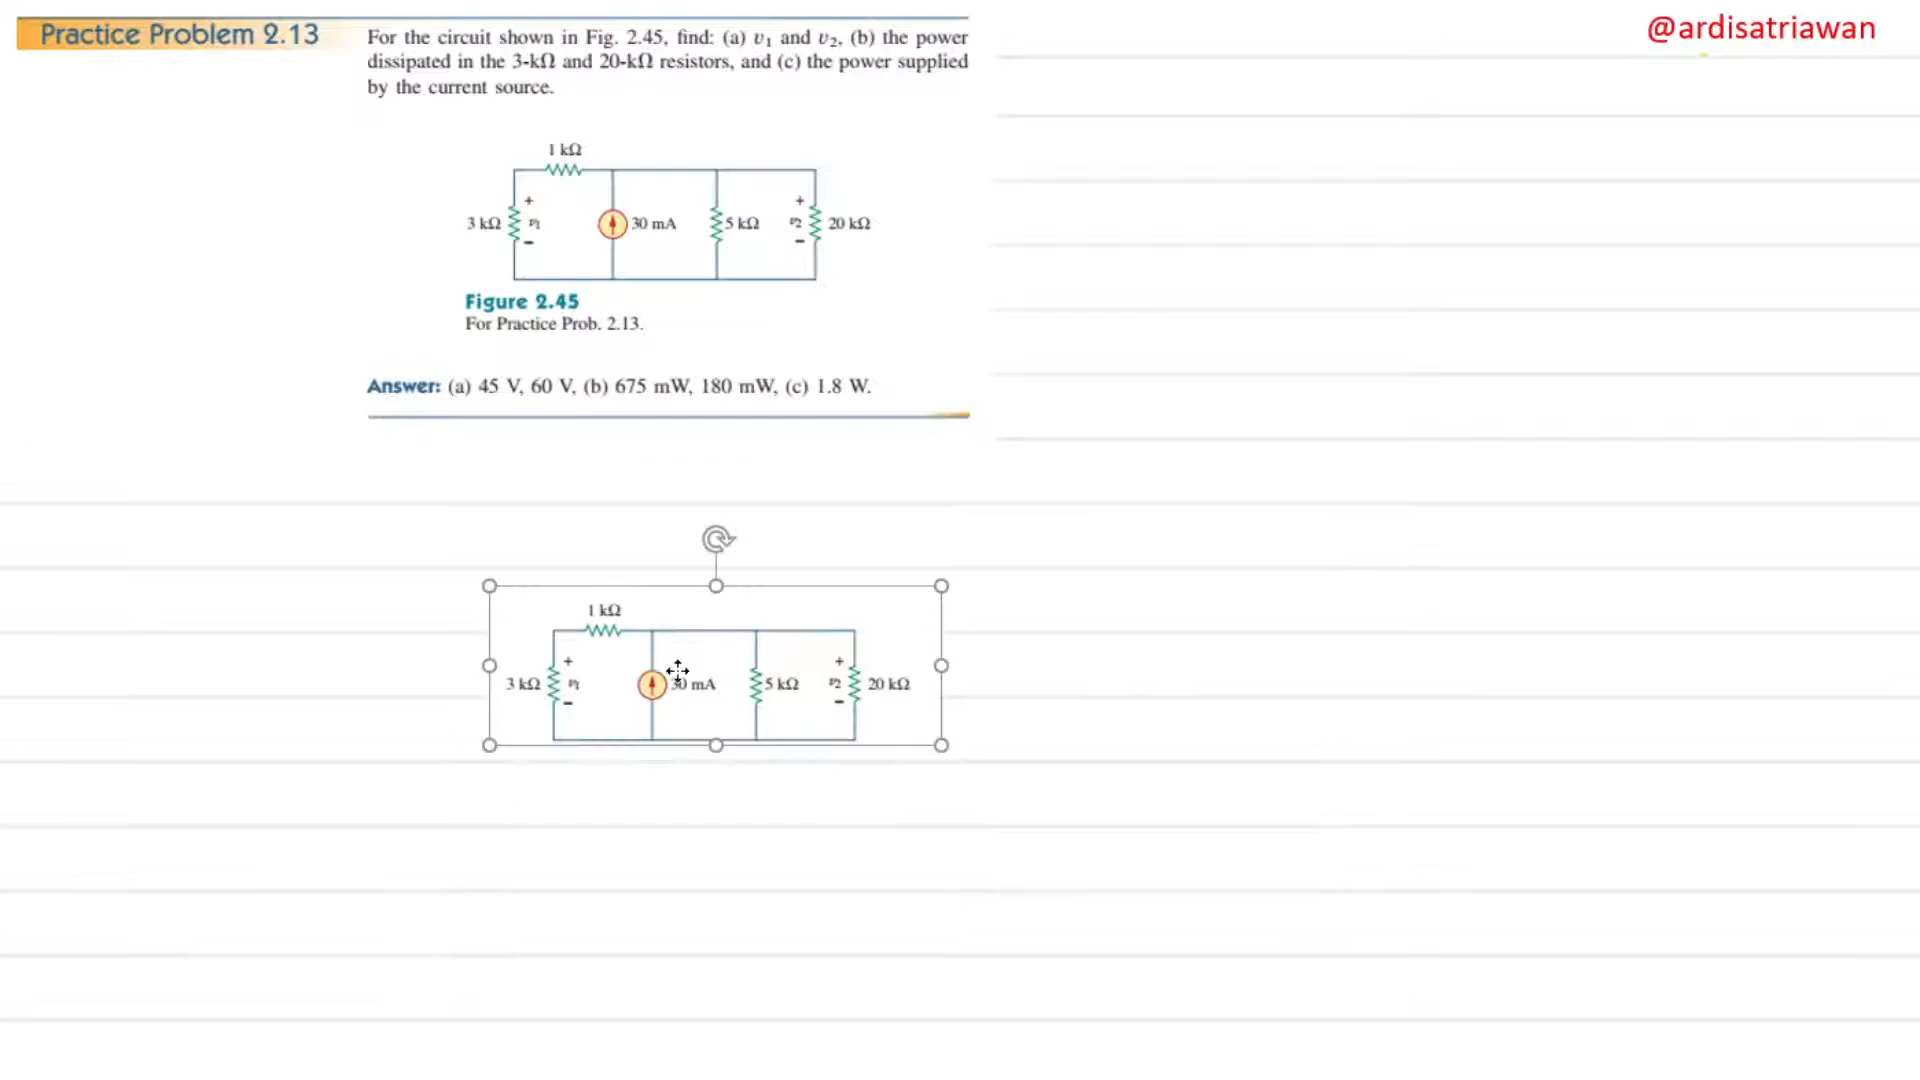 Practice Problem 2.13
@ardisatriawan
For the circuit shown in Fig. 2.45, find: (a) v₁ and v₂, (b) the power
dissipated in the 3-kΩ and 20-kΩ resistors, and (c) the power supplied
by the current source.
1 kΩ
+
+
3 kΩ
v₁
30 mA
5 kΩ
v₂
20 kΩ
−
−
Figure 2.45
For Practice Prob. 2.13.
Answer: (a) 45 V, 60 V, (b) 675 mW, 180 mW, (c) 1.8 W.
1 kΩ
+
+
3 kΩ
v₁
30 mA
5 kΩ
v₂
20 kΩ
−
−